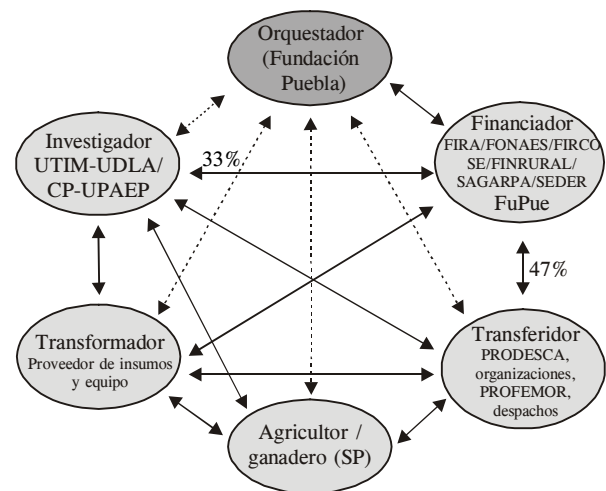 Orquestador
(Fundación
Puebla)
Investigador
UTIM-UDLA/
CP-UPAEP
33%
Financiador
FIRA/FONAES/FIRCO
SE/FINRURAL/
SAGARPA/SEDER
FuPue
47%
Transformador
Proveedor de insumos
y equipo
Transferidor
PRODESCA,
organizaciones,
PROFEMOR,
despachos
Agricultor /
ganadero (SP)